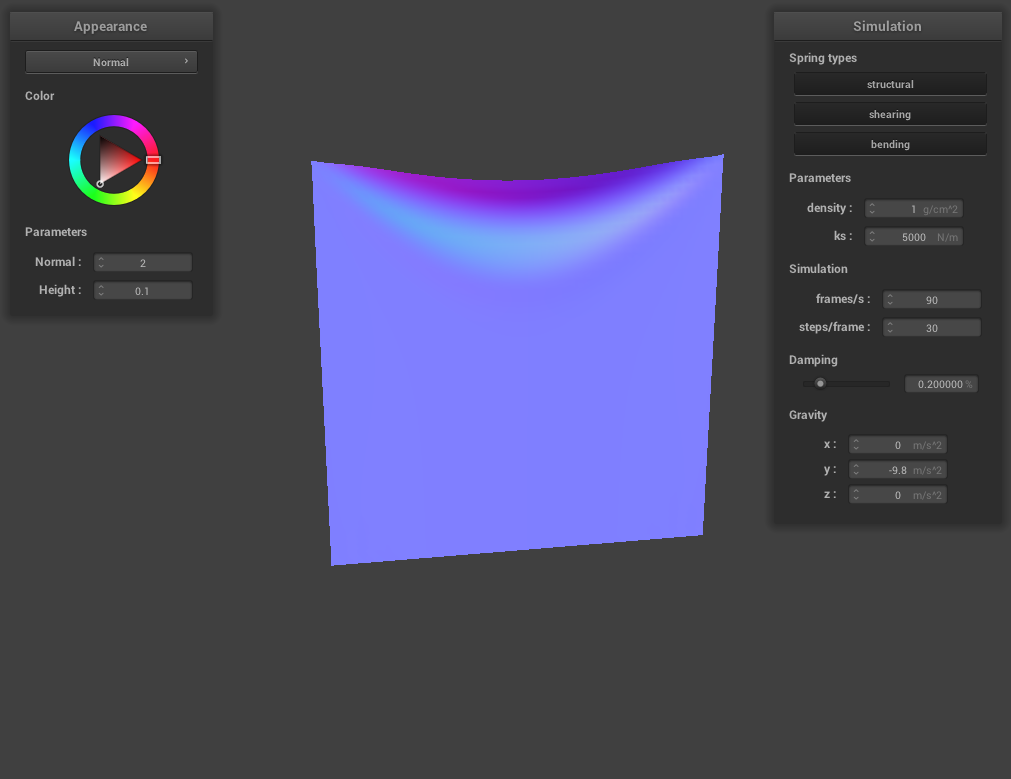 Appearance
Normal
Color
Parameters
Normal : 2
Height : 0.1
Simulation
Spring types
structural
shearing
bending
Parameters
density : 1 g/cm^2
ks : 5000 N/m
Simulation
frames/s : 90
steps/frame : 30
Damping
0.200000 %
Gravity
x : 0 m/s^2
y : -9.8 m/s^2
z : 0 m/s^2